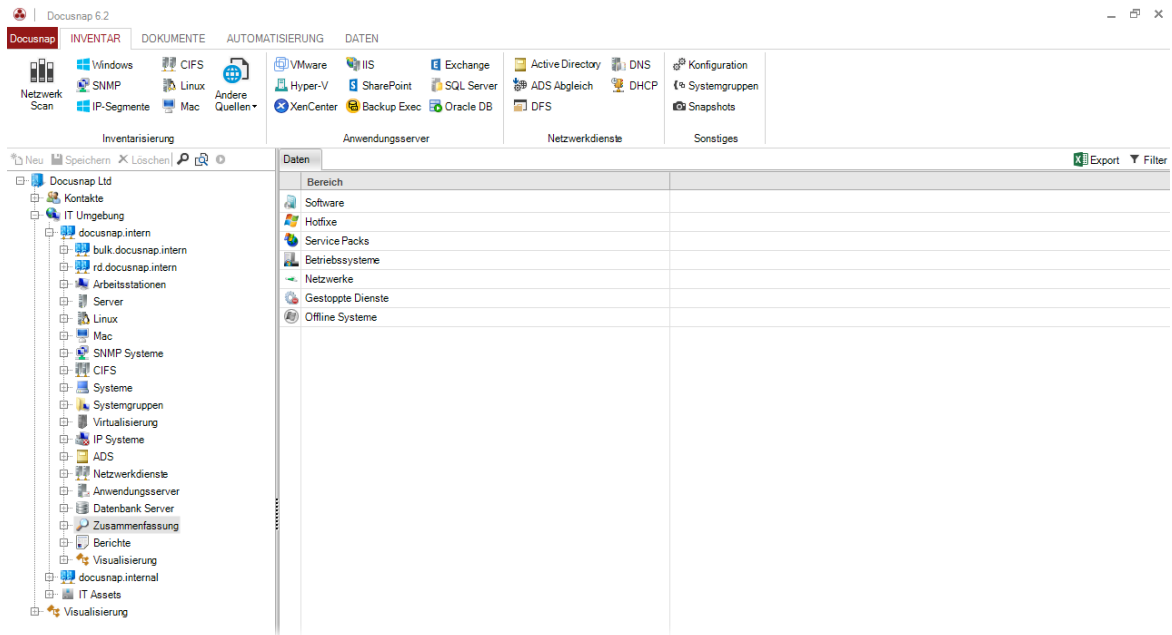 Docusnap 6.2
Docusnap INVENTAR DOKUMENTE AUTOMATISIERUNG DATEN
Netzwerk Scan
Windows
SNMP
IP-Segmente
CIFS
Linux
Mac
Andere Quellen
Inventarisierung
VMware
Hyper-V
XenCenter
IIS
SharePoint
Backup Exec
Exchange
SQL Server
Oracle DB
Anwendungsserver
Active Directory
ADS Abgleich
DFS
DNS
DHCP
Netzwerkdienste
Konfiguration
Systemgruppen
Snapshots
Sonstiges
Neu Speichern Löschen
Docusnap Ltd
Kontakte
IT Umgebung
docusnap.intern
bulk.docusnap.intern
rd.docusnap.intern
Arbeitsstationen
Server
Linux
Mac
SNMP Systeme
CIFS
Systeme
Systemgruppen
Virtualisierung
IP Systeme
ADS
Netzwerkdienste
Anwendungsserver
Datenbank Server
Zusammenfassung
Berichte
Visualisierung
docusnap.internal
IT Assets
Visualisierung
Daten
Export Filter
Bereich
Software
Hotfixe
Service Packs
Betriebssysteme
Netzwerke
Gestoppte Dienste
Offline Systeme